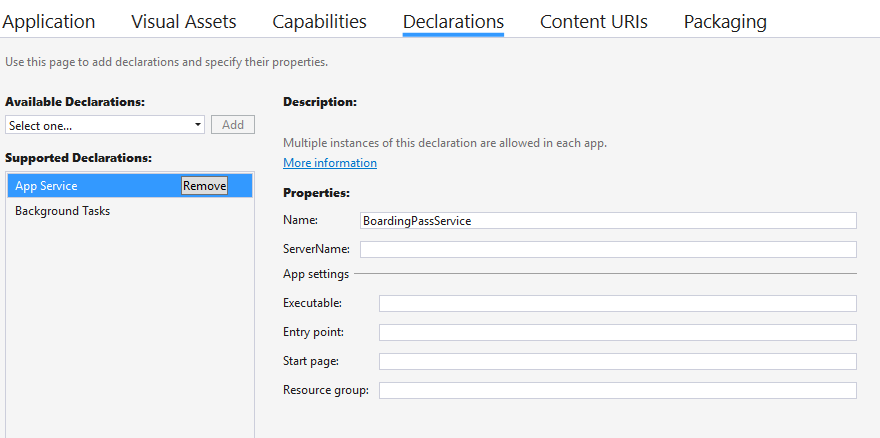 Application Visual Assets Capabilities Declarations Content URIs Packaging
Use this page to add declarations and specify their properties.
Available Declarations:
Select one...
Add
Supported Declarations:
App Service
Remove
Background Tasks
Description:
Multiple instances of this declaration are allowed in each app.
More information
Properties:
Name: BoardingPassService
ServerName:
App settings
Executable:
Entry point:
Start page:
Resource group: